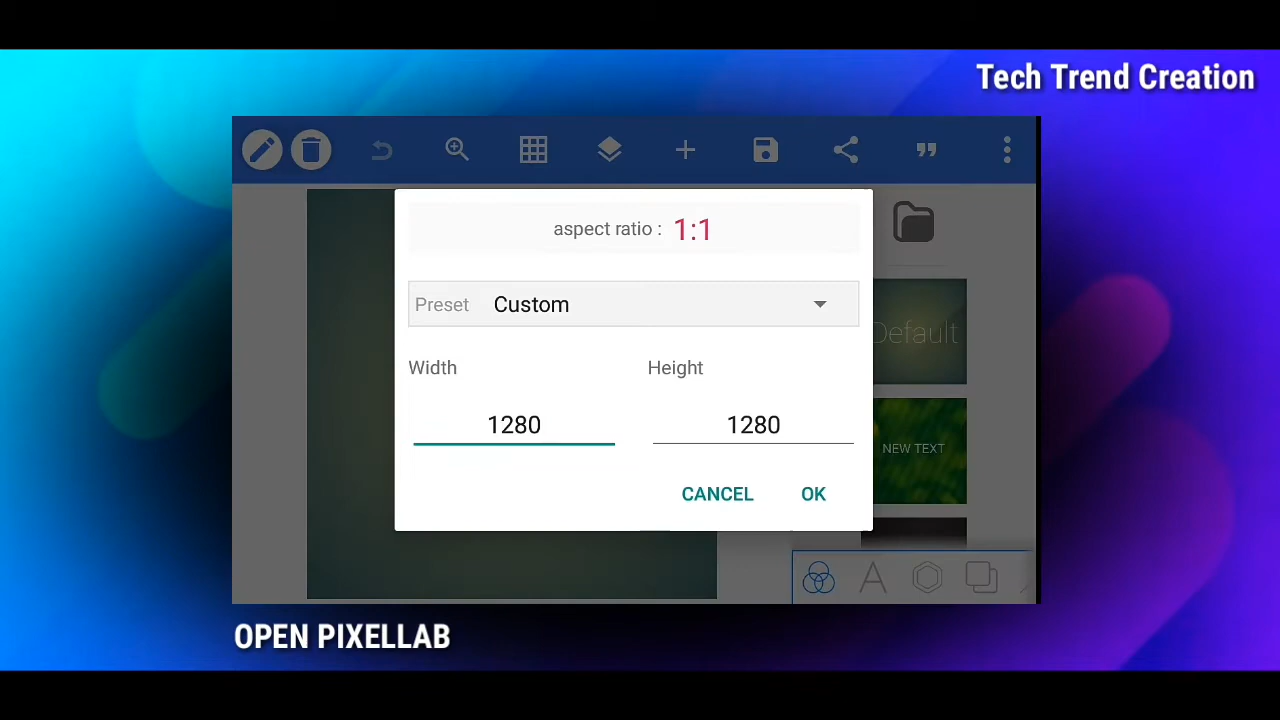 Tech Trend Creation
aspect ratio : 1:1
Preset Custom
Width Height
1280 1280
CANCEL OK
Default
NEW TEXT
OPEN PIXELLAB